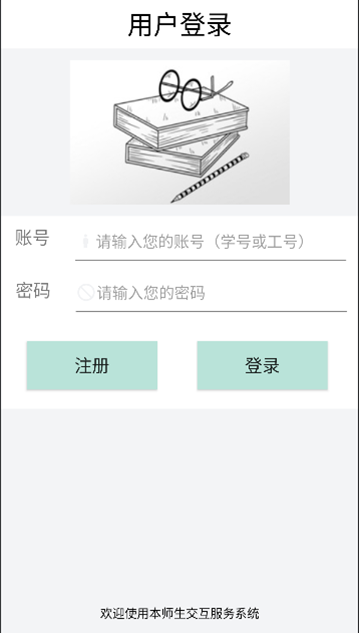 用户登录
账号 请输入您的账号（学号或工号）
密码 请输入您的密码
注册 登录
欢迎使用本师生交互服务系统